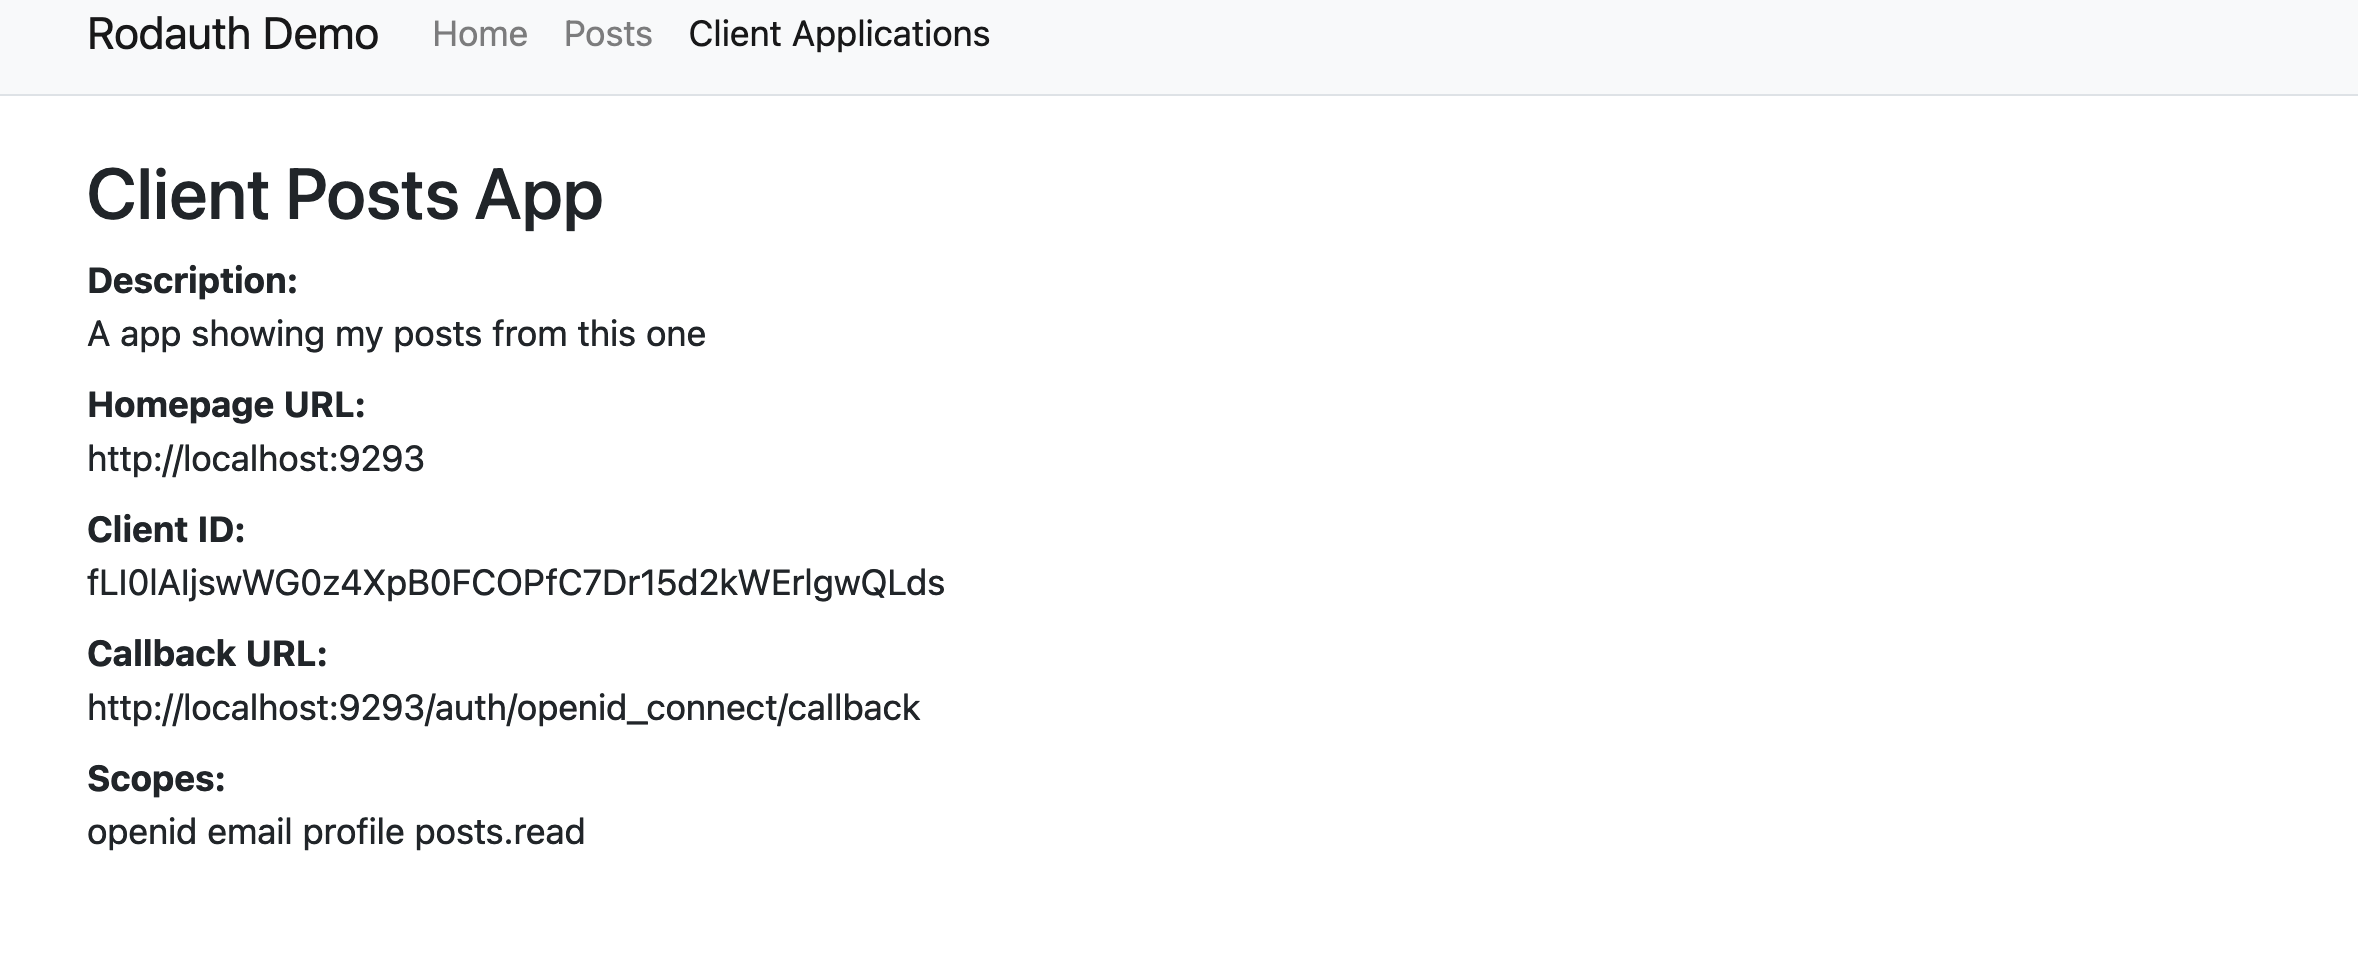 Rodauth Demo Home Posts Client Applications
Client Posts App
Description:
A app showing my posts from this one
Homepage URL:
http://localhost:9293
Client ID:
fLI0lAIjswWG0z4XpB0FCOPfC7Dr15d2kWErlgwQLds
Callback URL:
http://localhost:9293/auth/openid_connect/callback
Scopes:
openid email profile posts.read